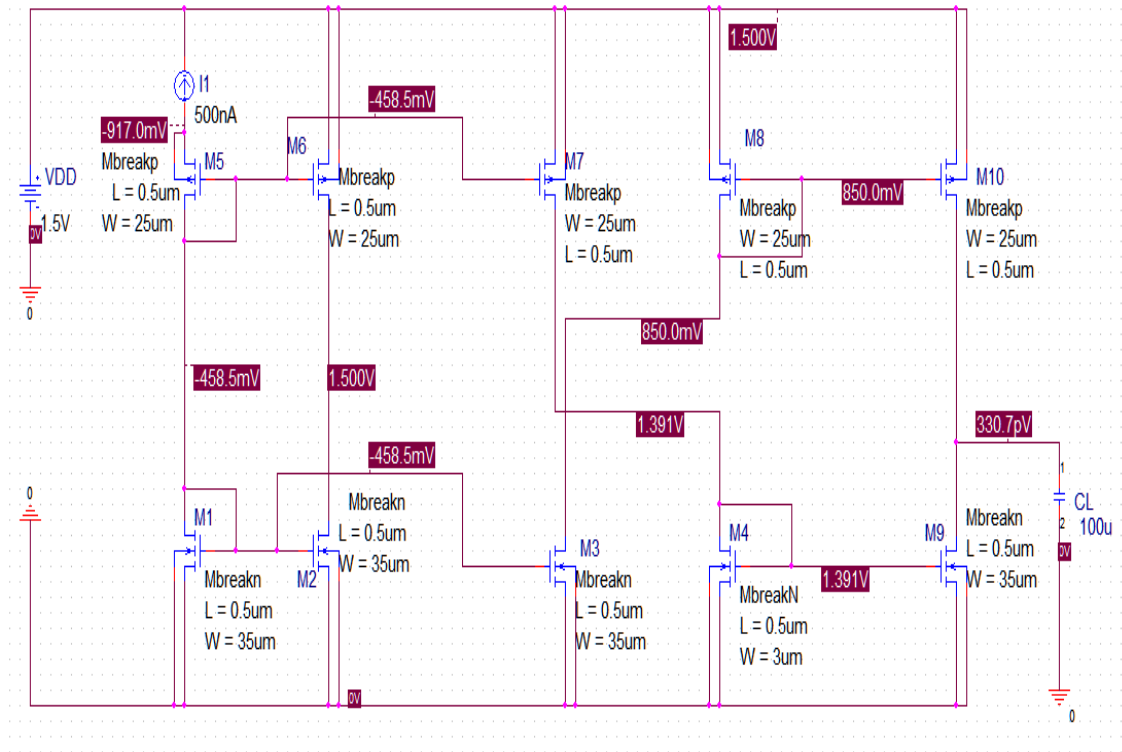 1.500V
I1
500nA
-458.5mV
-917.0mV
M5
M6
M7
M8
M10
VDD
1.5V
0V
0
Mbreakp
L = 0.5um
W = 25um
Mbreakp
L = 0.5um
W = 25um
Mbreakp
W = 25um
L = 0.5um
Mbreakp
W = 25um
L = 0.5um
850.0mV
Mbreakp
W = 25um
L = 0.5um
850.0mV
-458.5mV
1.500V
1.391V
330.7pV
-458.5mV
0
M1
Mbreakn
L = 0.5um
W = 35um
Mbreakn
L = 0.5um
W = 35um
M2
M3
Mbreakn
L = 0.5um
W = 35um
M4
MbreakN
L = 0.5um
W = 3um
1.391V
M9
Mbreakn
L = 0.5um
W = 35um
1
CL
100u
2
0V
0V
0